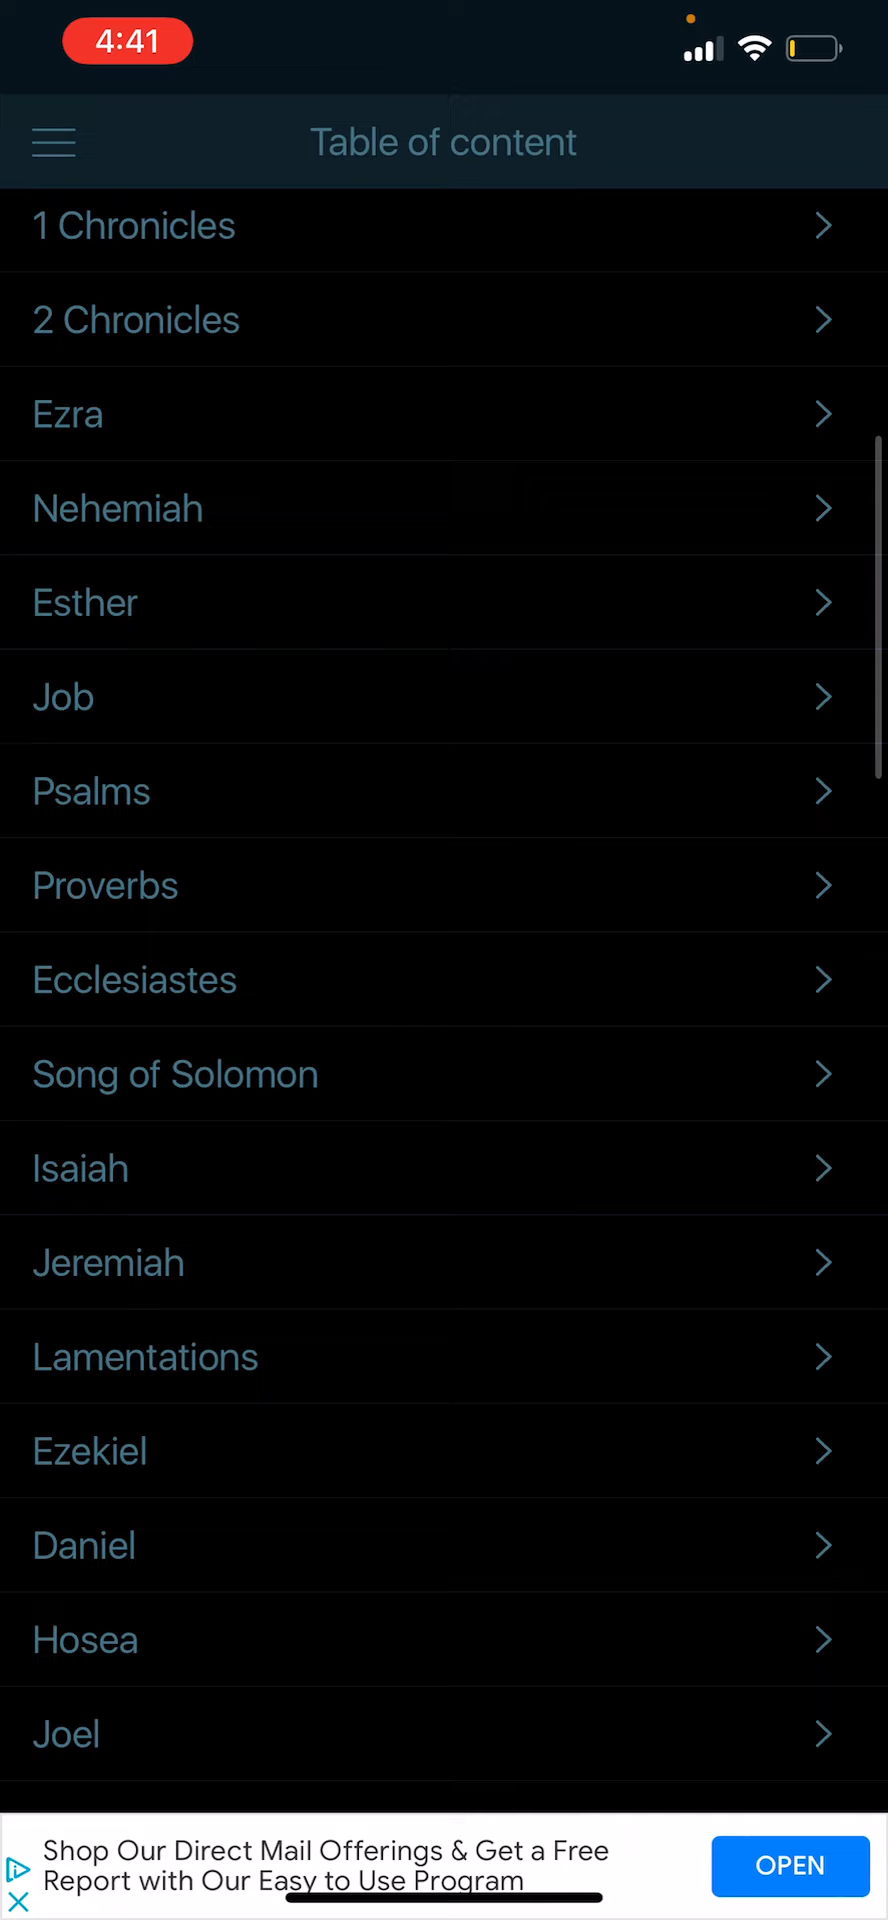 4:41
Table of content
1 Chronicles
2 Chronicles
Ezra
Nehemiah
Esther
Job
Psalms
Proverbs
Ecclesiastes
Song of Solomon
Isaiah
Jeremiah
Lamentations
Ezekiel
Daniel
Hosea
Joel
Shop Our Direct Mail Offerings & Get a Free
Report with Our Easy to Use Program
OPEN